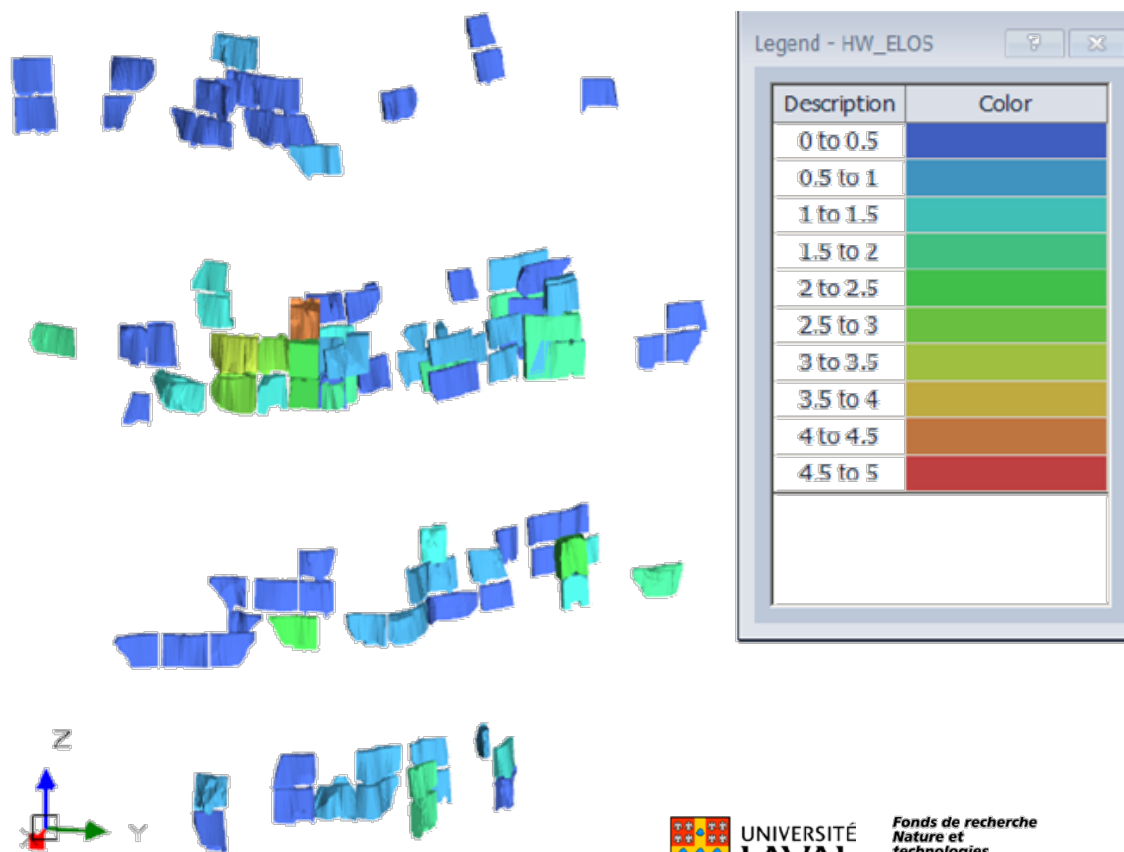 Legend - HW_ELOS
Description Color
0 to 0.5
0.5 to 1
1 to 1.5
1.5 to 2
2 to 2.5
2.5 to 3
3 to 3.5
3.5 to 4
4 to 4.5
4.5 to 5
Z
X Y
UNIVERSITÉ
LAVAL
Fonds de recherche
Nature et
technologies